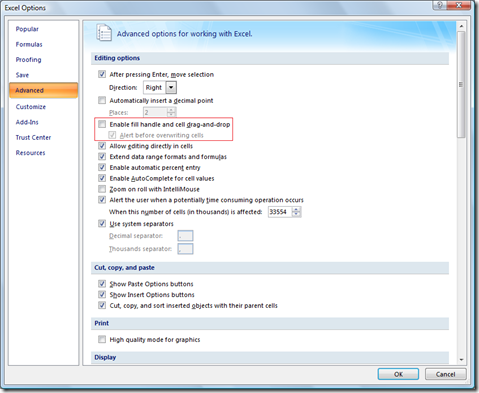 Excel Options
Popular
Formulas
Proofing
Save
Advanced
Customize
Add-Ins
Trust Center
Resources
Advanced options for working with Excel.
Editing options
After pressing Enter, move selection
Direction: Right
Automatically insert a decimal point
Places: 2
Enable fill handle and cell drag-and-drop
Alert before overwriting cells
Allow editing directly in cells
Extend data range formats and formulas
Enable automatic percent entry
Enable AutoComplete for cell values
Zoom on roll with IntelliMouse
Alert the user when a potentially time consuming operation occurs
When this number of cells (in thousands) is affected: 33554
Use system separators
Decimal separator: .
Thousands separator: ,
Cut, copy, and paste
Show Paste Options buttons
Show Insert Options buttons
Cut, copy, and sort inserted objects with their parent cells
Print
High quality mode for graphics
Display
OK Cancel